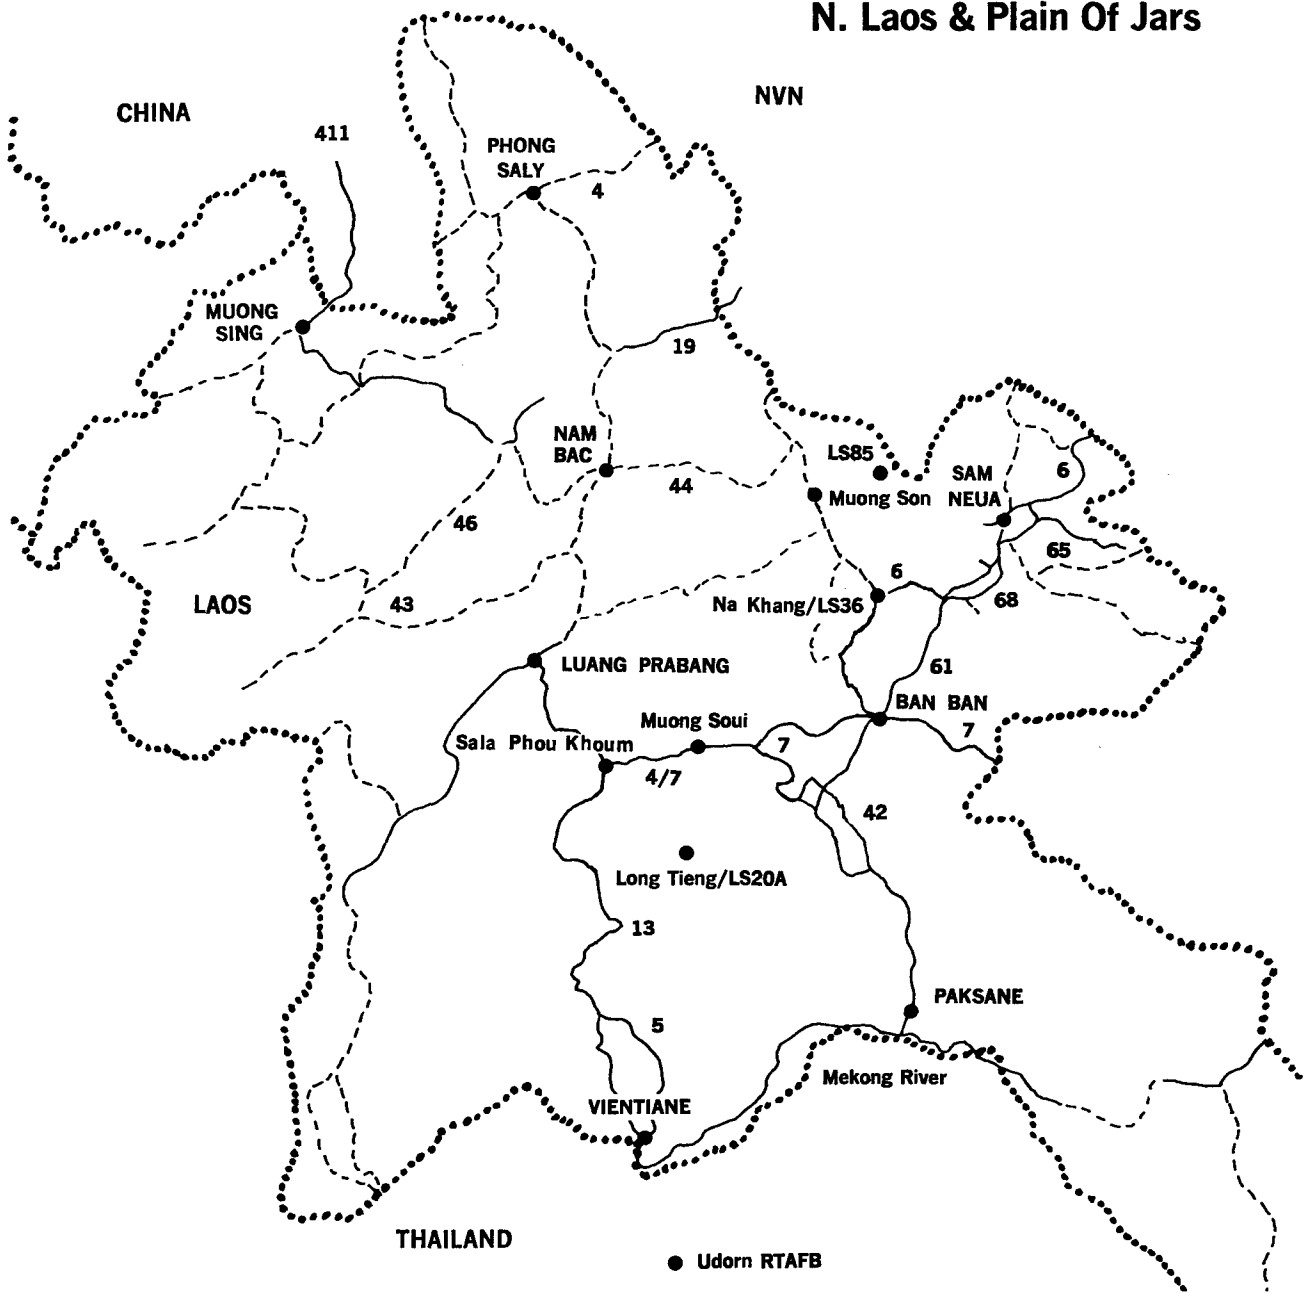 N. Laos & Plain Of Jars
NVN
CHINA
411
PHONG
SALY
4
MUONG
SING
19
NAM
BAC
LS85
SAM
NEUA
6
44
Muong Son
46
65
6
LAOS
43
Na Khang/LS36
68
LUANG PRABANG
61
BAN BAN
Muong Soui
7
Sala Phou Khoum
7
4/7
42
Long Tieng/LS20A
13
PAKSANE
5
Mekong River
VIENTIANE
THAILAND
Udorn RTAFB